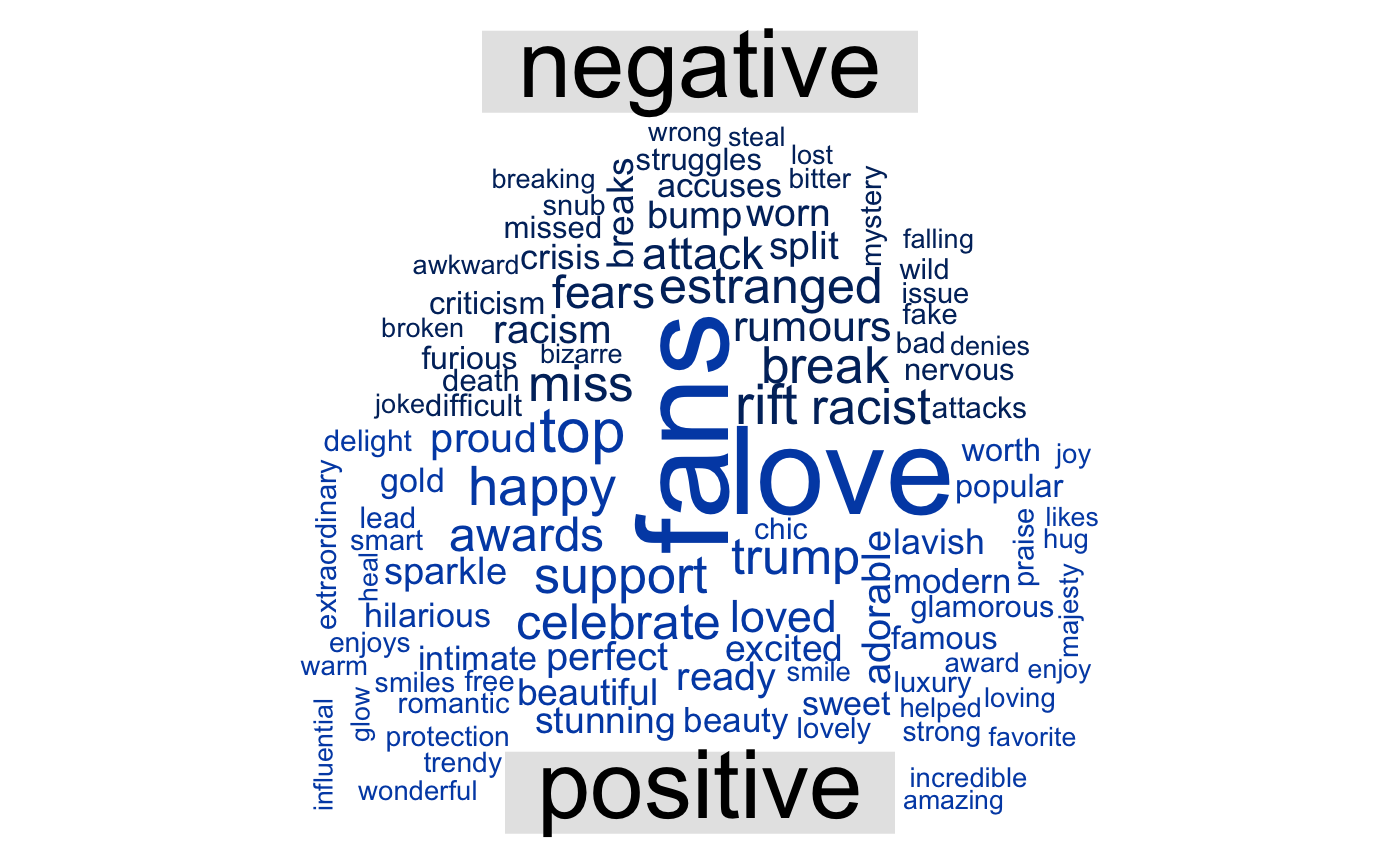 negative
wrong
steal
struggles
lost
breaking
breaks
accuses
bitter
mystery
snub
bump
worn
missed
falling
awkward
crisis
attack
split
wild
criticism
fears
estranged
issue
fake
broken
racism
rumours
bad
denies
furious
bizarre
break
nervous
death
miss
joke
difficult
rift
racist
attacks
fans
delight
proud
top
love
worth
joy
gold
happy
popular
extraordinary
lead
awards
chic
praise
likes
smart
trump
adorable
lavish
hug
heal
sparkle
support
modern
majesty
hilarious
celebrate
loved
glamorous
enjoys
intimate
perfect
excited
famous
warm
award
enjoy
smiles
free
beautiful
ready
smile
luxury
glow
romantic
sweet
helped
loving
influential
stunning
beauty
lovely
strong
favorite
protection
trendy
wonderful
incredible
amazing
positive